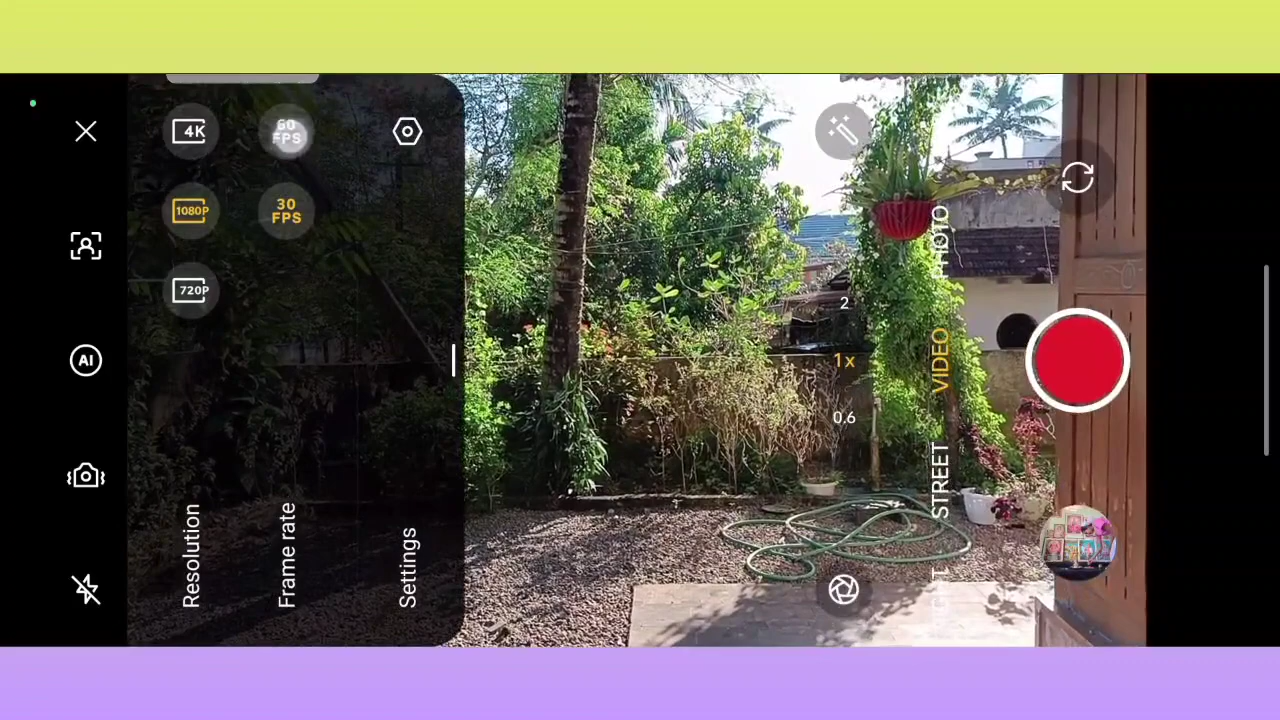 4K
60
FPS
1080P
30
FPS
720P
Resolution
Frame rate
Settings
AI
2
1x
0.6
PHOTO
VIDEO
STREET